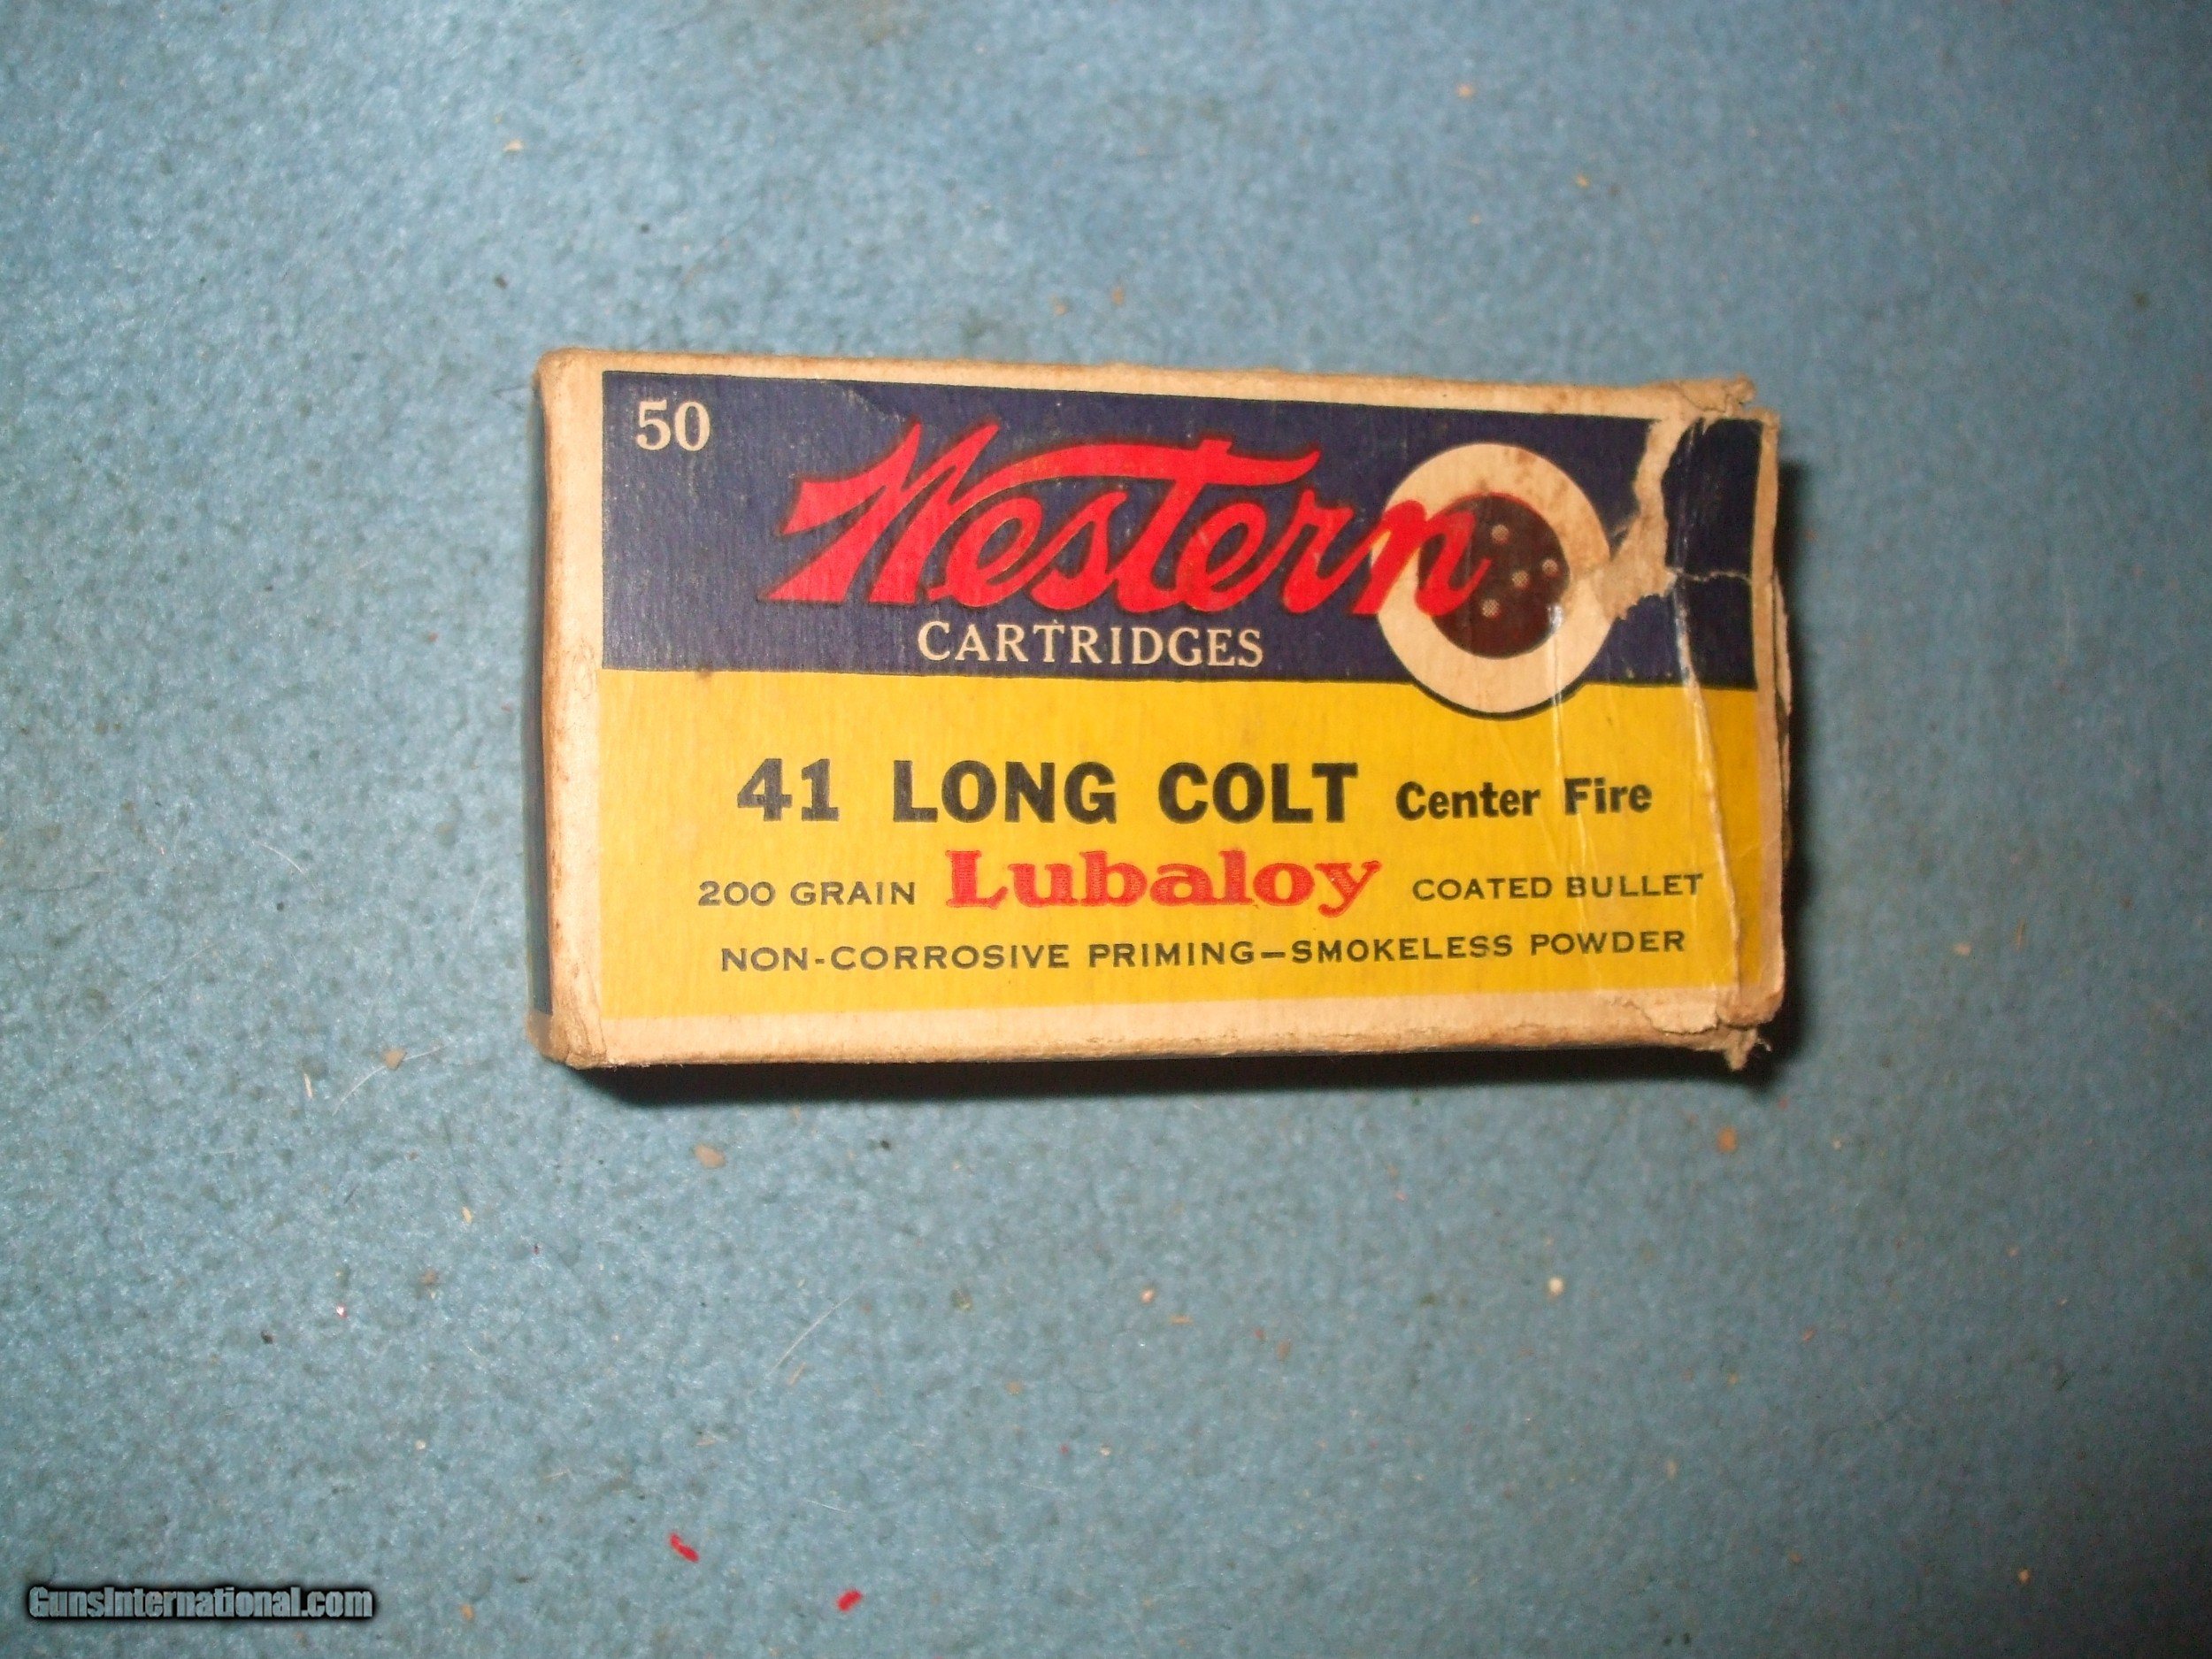 50
Western
CARTRIDGES
41 LONG COLT Center Fire
200 GRAIN Lubaloy COATED BULLET
NON-CORROSIVE PRIMING—SMOKELESS POWDER
GunsInternational.com